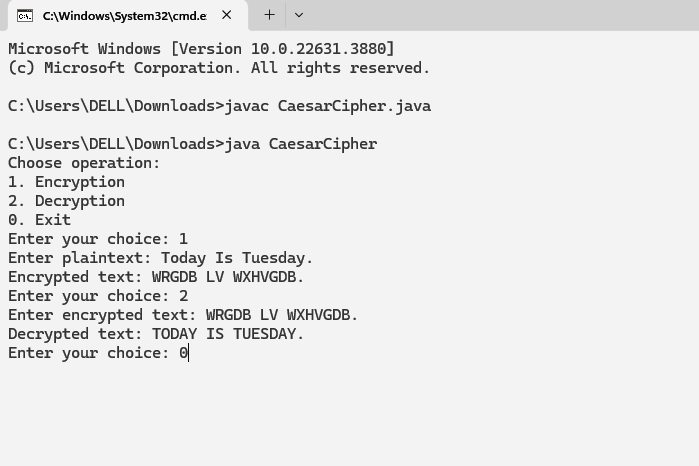 C:\Windows\System32\cmd.e
Microsoft Windows [Version 10.0.22631.3880]
(c) Microsoft Corporation. All rights reserved.
C:\Users\DELL\Downloads>javac CaesarCipher.java
C:\Users\DELL\Downloads>java CaesarCipher
Choose operation:
1. Encryption
2. Decryption
0. Exit
Enter your choice: 1
Enter plaintext: Today Is Tuesday.
Encrypted text: WRGDB LV WXHVGDB.
Enter your choice: 2
Enter encrypted text: WRGDB LV WXHVGDB.
Decrypted text: TODAY IS TUESDAY.
Enter your choice: 0